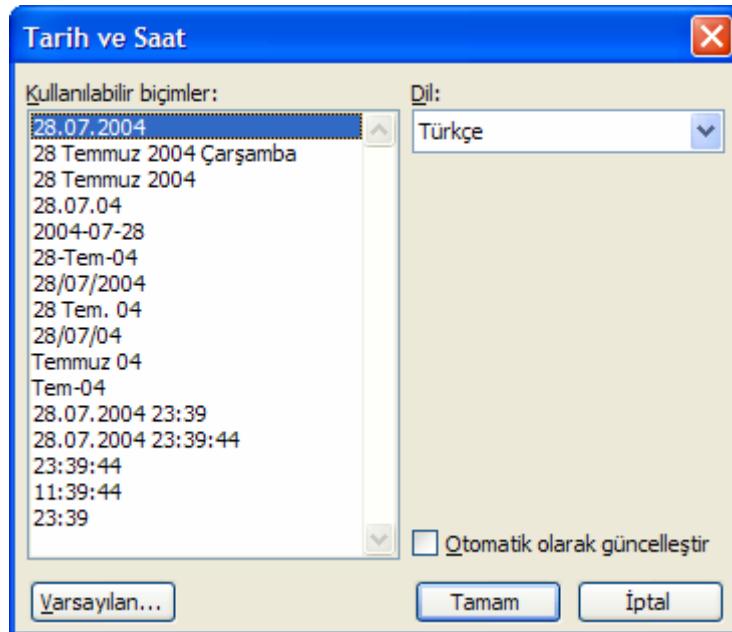 Tarih ve Saat
Kullanılabilir biçimler:
28.07.2004
28 Temmuz 2004 Çarşamba
28 Temmuz 2004
28.07.04
2004-07-28
28-Tem-04
28/07/2004
28 Tem. 04
28/07/04
Temmuz 04
Tem-04
28.07.2004 23:39
28.07.2004 23:39:44
23:39:44
11:39:44
23:39
Dil:
Türkçe
Otomatik olarak güncelleştir
Varsayılan...
Tamam
İptal